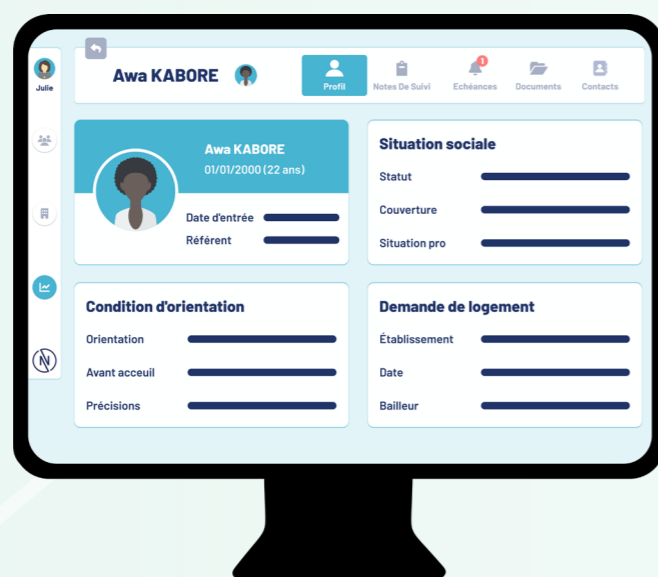 Julie
Awa KABORE
Profil
Notes De Suivi
1
Echéances
Documents
Contacts
Awa KABORE
01/01/2000 (22 ans)
Date d'entrée
Référent
Situation sociale
Statut
Couverture
Situation pro
Condition d'orientation
Orientation
Avant acceuil
Précisions
Demande de logement
Établissement
Date
Bailleur
N